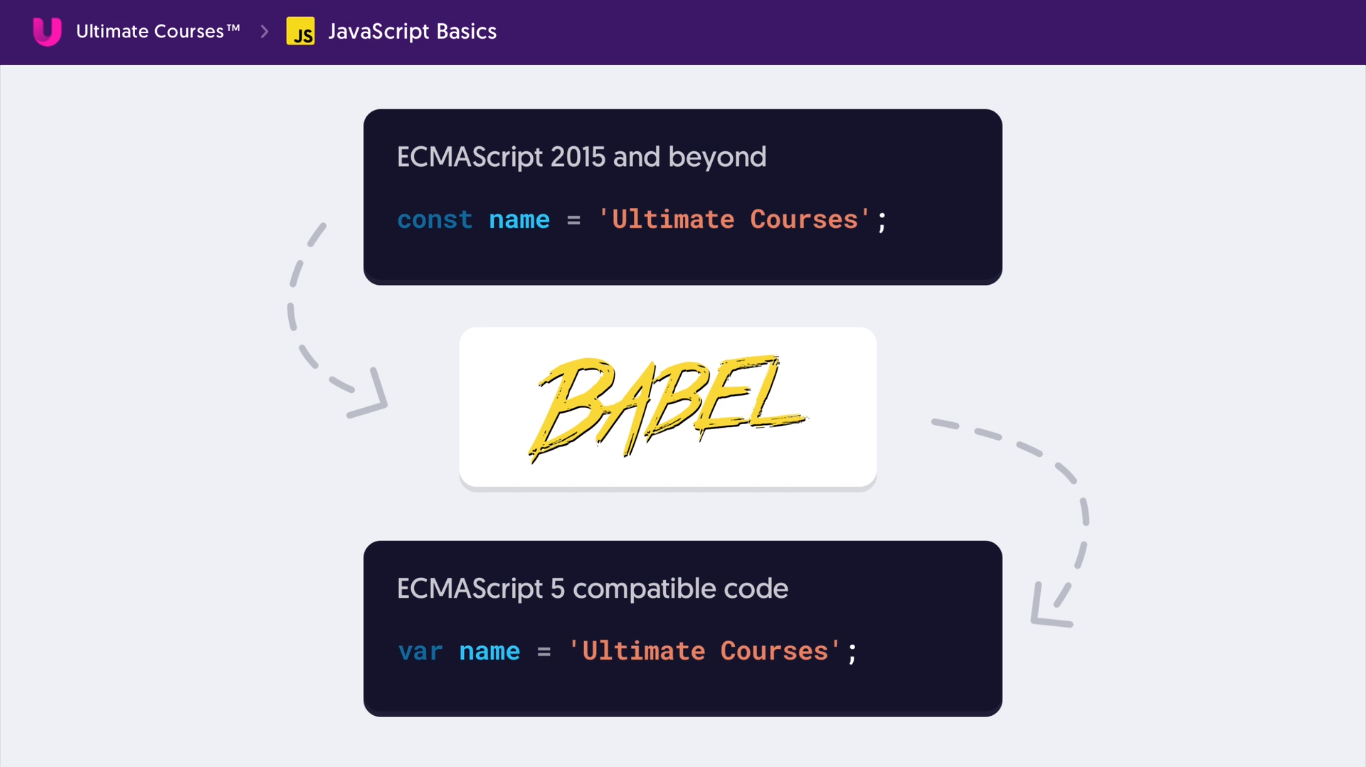 Ultimate Courses™ > JS JavaScript Basics
ECMAScript 2015 and beyond
const name = 'Ultimate Courses';
BABEL
ECMAScript 5 compatible code
var name = 'Ultimate Courses';